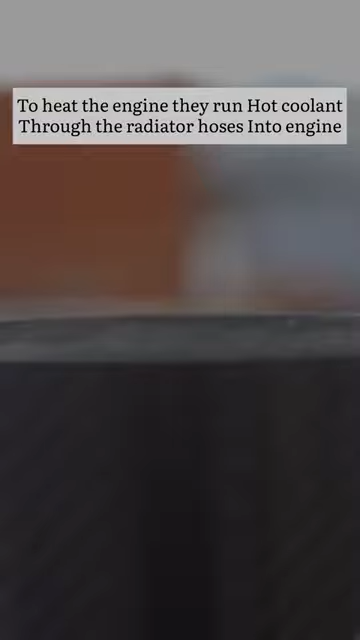 To heat the engine they run Hot coolant
Through the radiator hoses Into engine